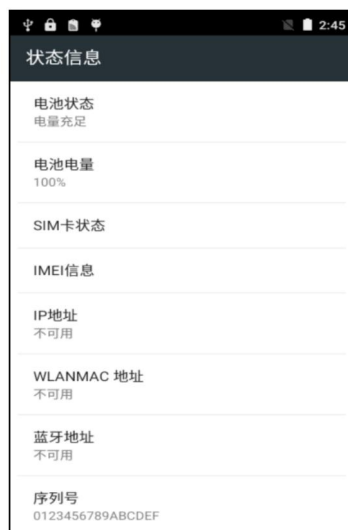 2:45
状态信息
电池状态
电量充足
电池电量
100%
SIM卡状态
IMEI信息
IP地址
不可用
WLANMAC 地址
不可用
蓝牙地址
不可用
序列号
0123456789ABCDEF